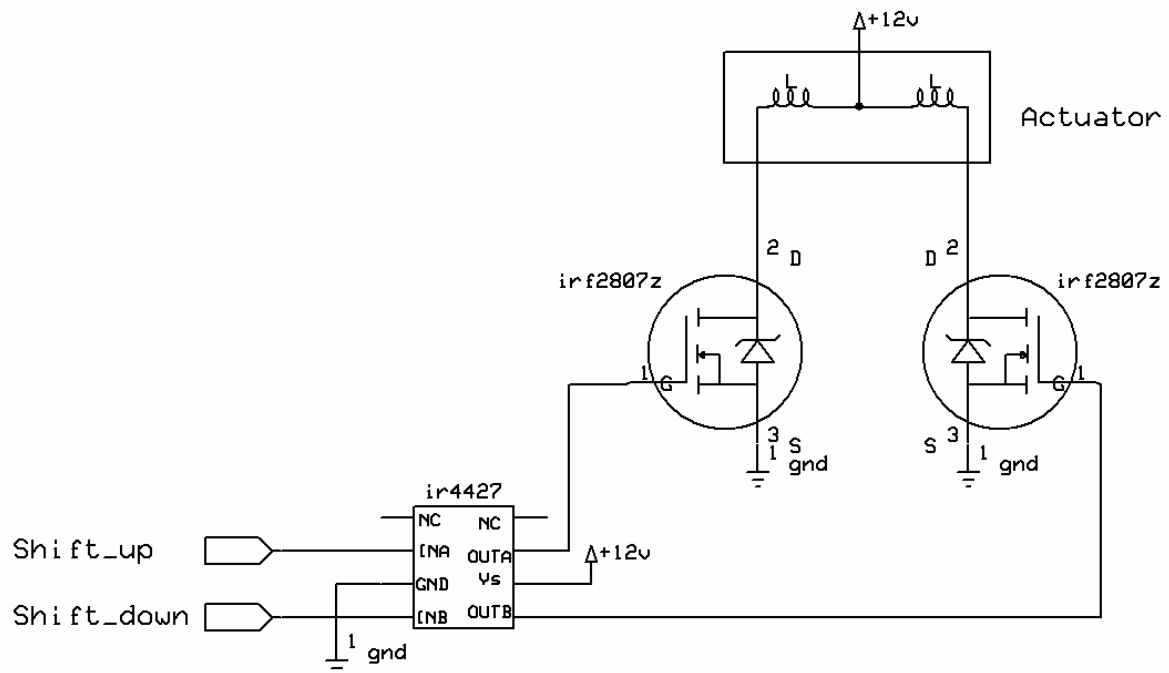 +12v
L L
Actuator
2 D
D 2
irf2807z
irf2807z
1 G
G 1
3 S
S 3
1 gnd
1 gnd
ir4427
NC NC
Shift_up
INA OUTA
+12v
GND Vs
Shift_down
INB OUTB
1 gnd